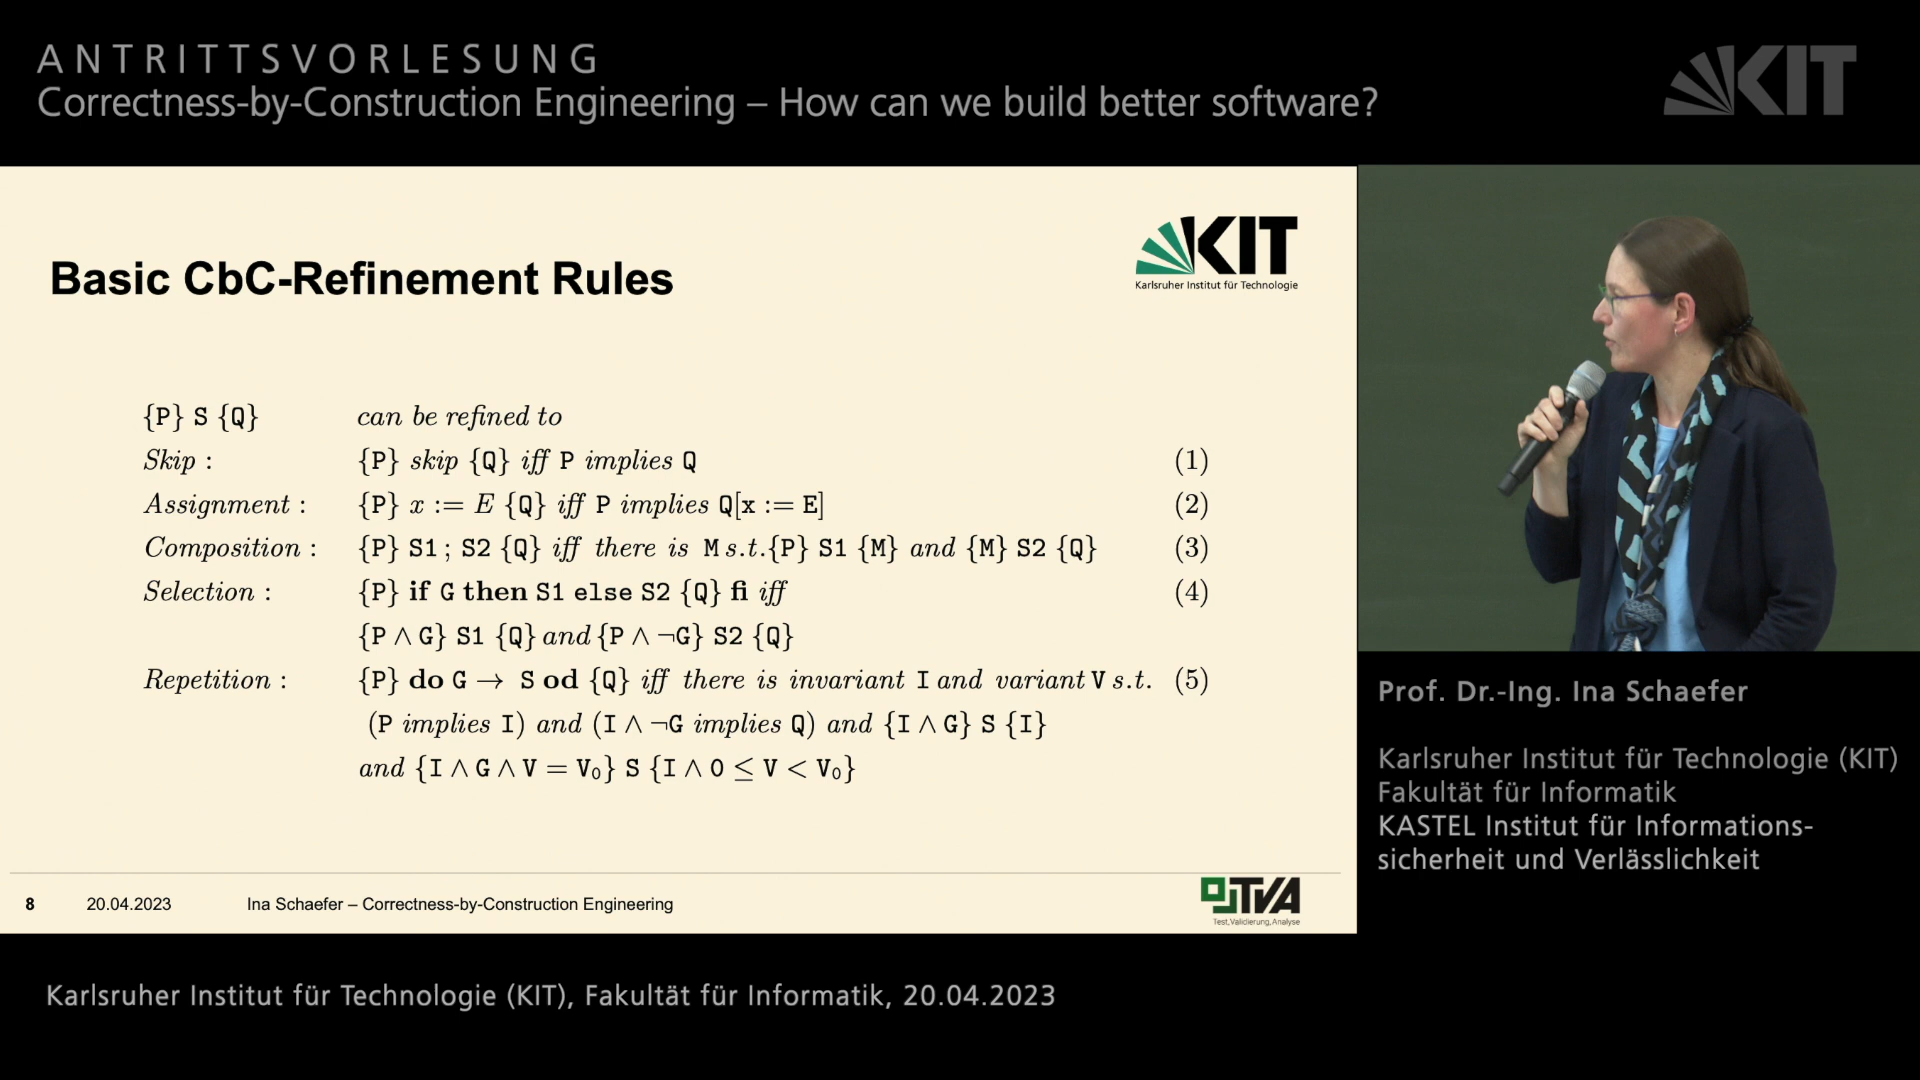 ANTRITTSVORLESUNG
Correctness-by-Construction Engineering – How can we build better software?
KIT
KIT
Karlsruher Institut für Technologie
Basic CbC-Refinement Rules
{P} S {Q} can be refined to
Skip : {P} skip {Q} iff P implies Q (1)
Assignment : {P} x := E {Q} iff P implies Q[x := E] (2)
Composition : {P} S1 ; S2 {Q} iff there is M s.t.{P} S1 {M} and {M} S2 {Q} (3)
Selection : {P} if G then S1 else S2 {Q} fi iff (4)
{P ∧ G} S1 {Q} and {P ∧ ¬G} S2 {Q}
Repetition : {P} do G → S od {Q} iff there is invariant I and variant V s.t. (5)
(P implies I) and (I ∧ ¬G implies Q) and {I ∧ G} S {I}
and {I ∧ G ∧ V = V₀} S {I ∧ 0 ≤ V < V₀}
8 20.04.2023 Ina Schaefer – Correctness-by-Construction Engineering
TVA
Test, Validierung, Analyse
Prof. Dr.-Ing. Ina Schaefer
Karlsruher Institut für Technologie (KIT)
Fakultät für Informatik
KASTEL Institut für Informations-
sicherheit und Verlässlichkeit
Karlsruher Institut für Technologie (KIT), Fakultät für Informatik, 20.04.2023